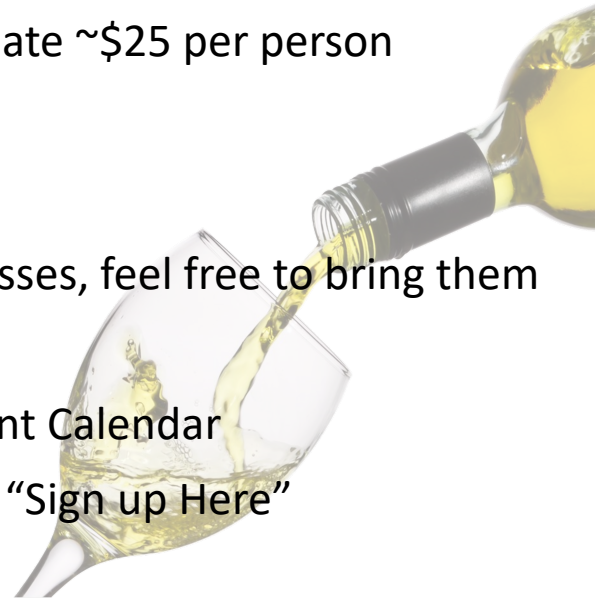 ate ~$25 per person
sses, feel free to bring them
nt Calendar
“Sign up Here”